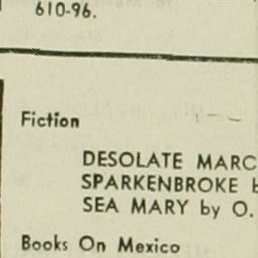 610-96.
Fiction
DESOLATE MARC
SPARKENBROKE b
SEA MARY by O.
Books On Mexico